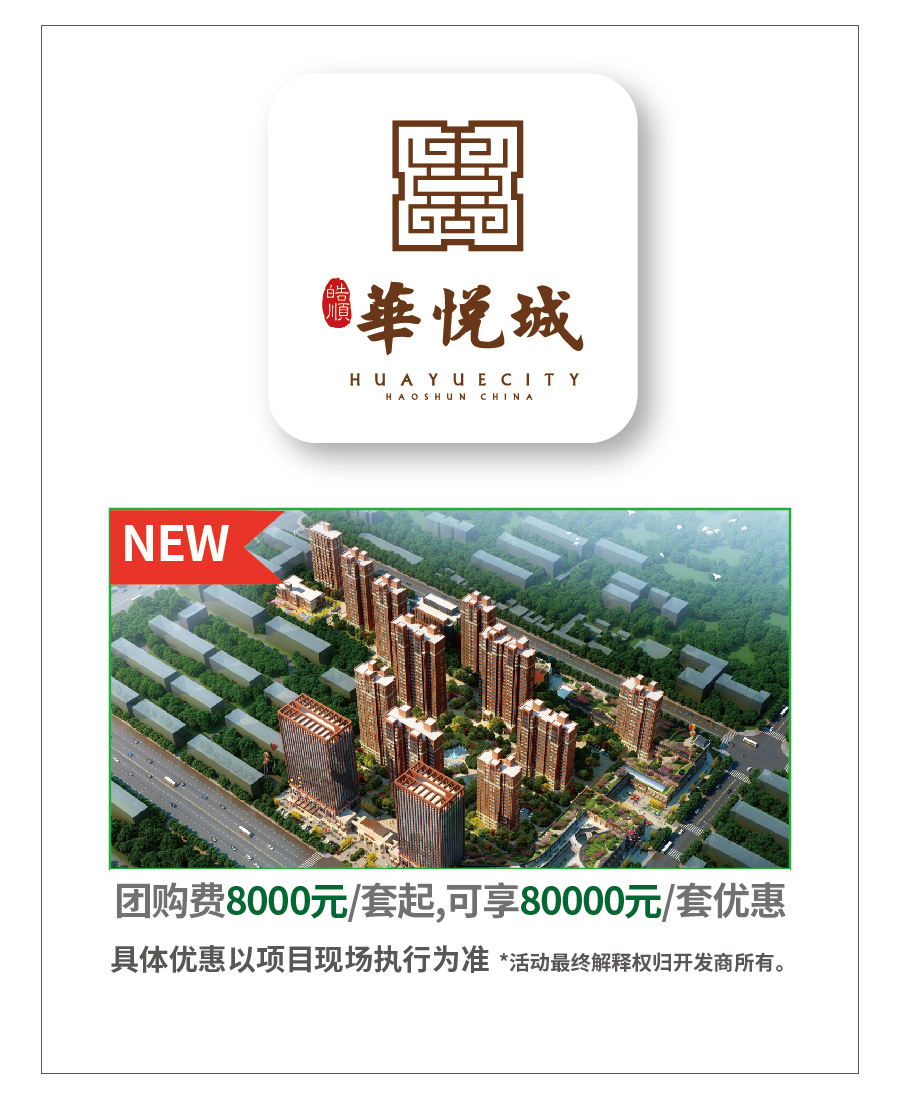 皓順
華悦城
HUAYUECITY
HAOSHUN CHINA
NEW
团购费8000元/套起,可享80000元/套优惠
具体优惠以项目现场执行为准 *活动最终解释权归开发商所有。